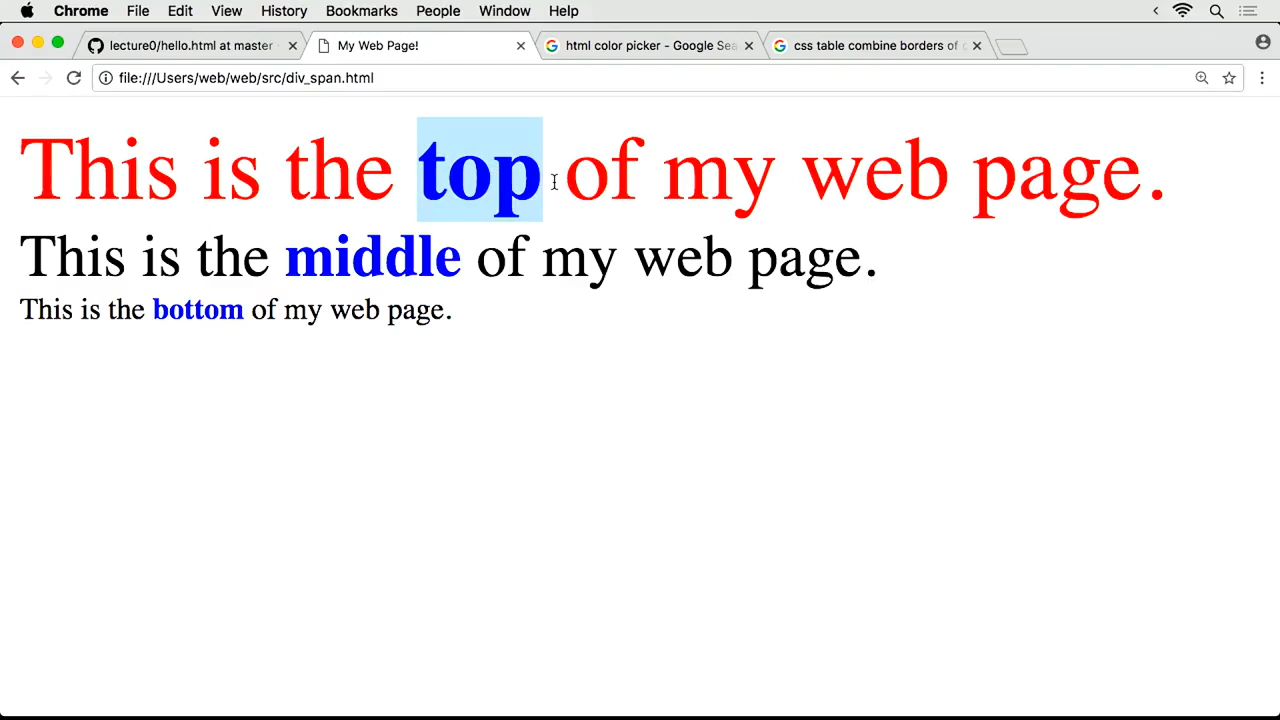 Chrome File Edit View History Bookmarks People Window Help
lecture0/hello.html at master My Web Page! html color picker - Google Sea css table combine borders of
file:///Users/web/web/src/div_span.html
This is the top of my web page.
This is the middle of my web page.
This is the bottom of my web page.